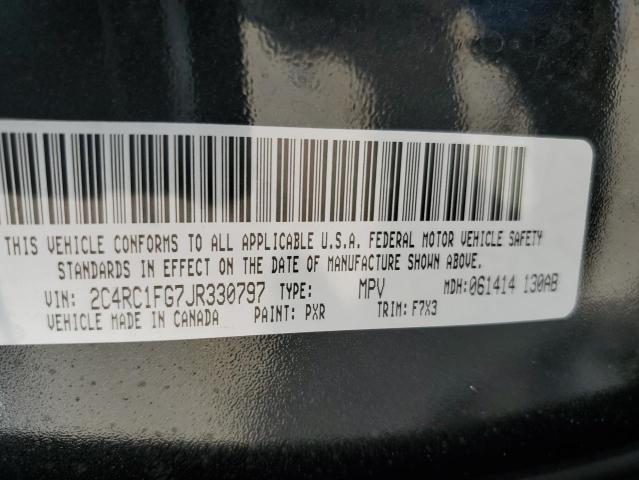 THIS VEHICLE CONFORMS TO ALL APPLICABLE U.S.A. FEDERAL MOTOR VEHICLE SAFETY
STANDARDS IN EFFECT ON THE DATE OF MANUFACTURE SHOWN ABOVE.
VIN: 2C4RC1FG7JR330797 TYPE: MPV MDH: 061414 130AB
VEHICLE MADE IN CANADA PAINT: PXR TRIM: F7X3